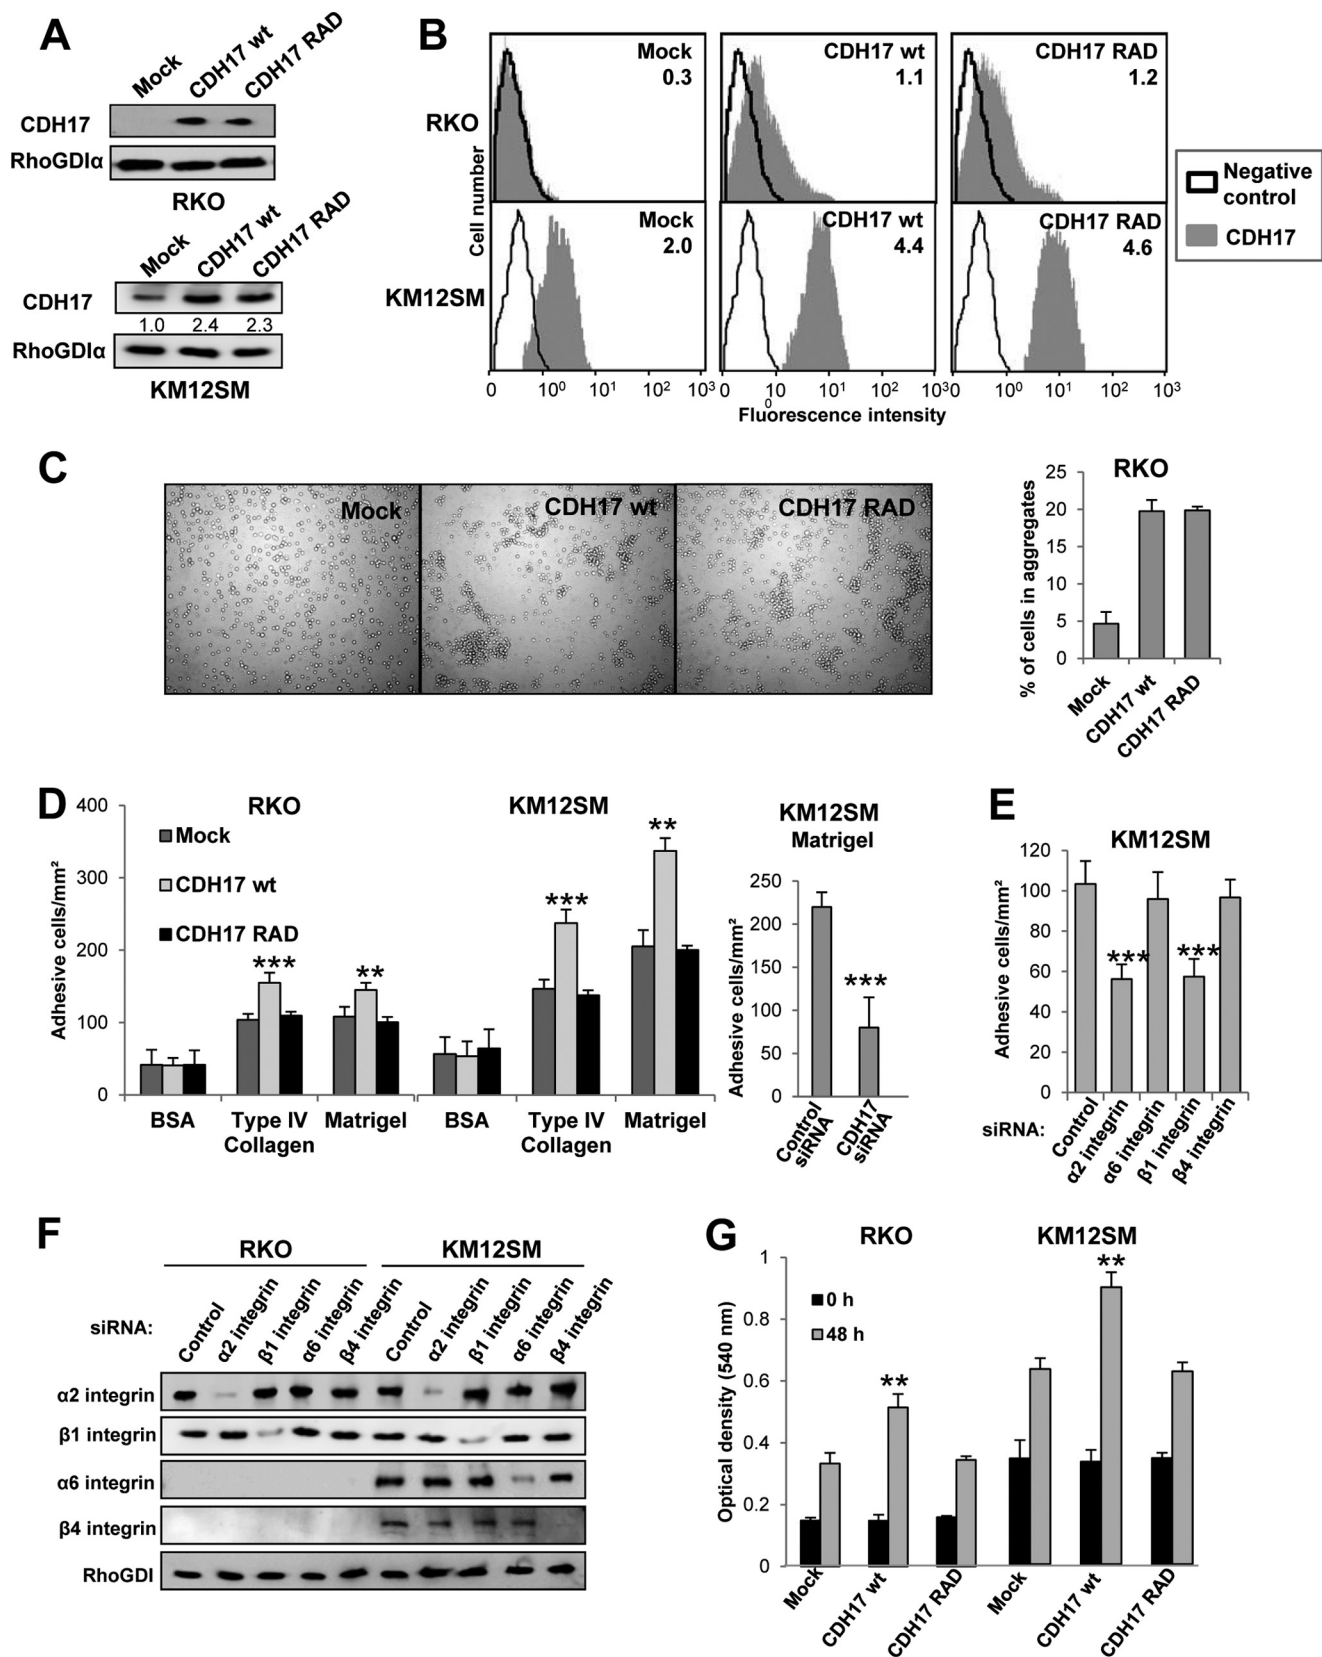 A
Mock
CDH17 wt
CDH17 RAD
CDH17
RhoGDIα
RKO
Mock
CDH17 wt
CDH17 RAD
CDH17
1.0 2.4 2.3
RhoGDIα
KM12SM
B
RKO
KM12SM
Cell number
Mock
0.3
CDH17 wt
1.1
CDH17 RAD
1.2
Mock
2.0
CDH17 wt
4.4
CDH17 RAD
4.6
0 10⁰ 10¹ 10² 10³
0 10 0 10¹ 10² 10³
0 10⁰ 10¹ 10² 10³
Fluorescence intensity
Negative
control
CDH17
C
Mock
CDH17 wt
CDH17 RAD
RKO
% of cells in aggregates
25
20
15
10
5
0
Mock
CDH17 wt
CDH17 RAD
D
RKO
KM12SM
Adhesive cells/mm²
400
300
200
100
0
Mock
CDH17 wt
CDH17 RAD
*** ** *** **
BSA
Type IV
Collagen
Matrigel
BSA
Type IV
Collagen
Matrigel
KM12SM
Matrigel
Adhesive cells/mm²
250
200
150
100
50
0
***
Control
siRNA
CDH17
siRNA
E
KM12SM
Adhesive cells/mm²
120
100
80
60
40
20
0
*** ***
siRNA:
Control
α2 integrin
α6 integrin
β1 integrin
β4 integrin
F
RKO
KM12SM
siRNA:
Control
α2 integrin
β1 integrin
α6 integrin
β4 integrin
Control
α2 integrin
β1 integrin
α6 integrin
β4 integrin
α2 integrin
β1 integrin
α6 integrin
β4 integrin
RhoGDI
G
RKO
KM12SM
Optical density (540 nm)
1
0.8
0.6
0.4
0.2
0
0 h
48 h
** **
Mock
CDH17 wt
CDH17 RAD
Mock
CDH17 wt
CDH17 RAD